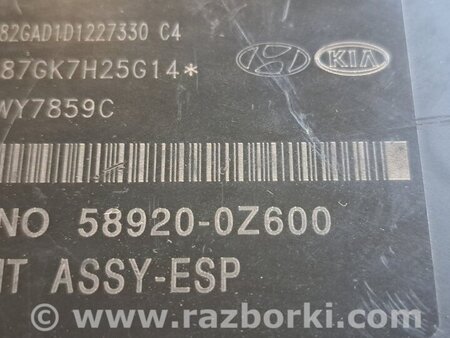 82GAD1D1227330 C4
87GK7H25G14*
WY7859C
KIA
NO 58920-0Z600
IT ASSY-ESP
www.razborki.com